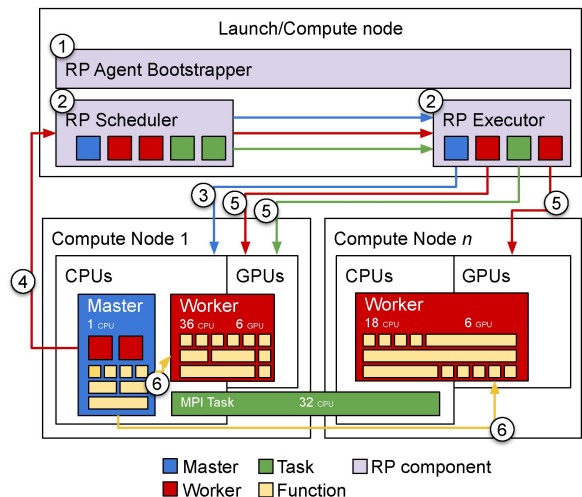 Launch/Compute node
1
RP Agent Bootstrapper
2
RP Scheduler
2
RP Executor
3
5
5
5
4
Compute Node 1
CPUs
GPUs
Master
1 CPU
Worker
36 CPU 6 GPU
6
MPI Task 32 CPU
Compute Node n
CPUs
GPUs
Worker
18 CPU 6 GPU
6
Master
Task
RP component
Worker
Function